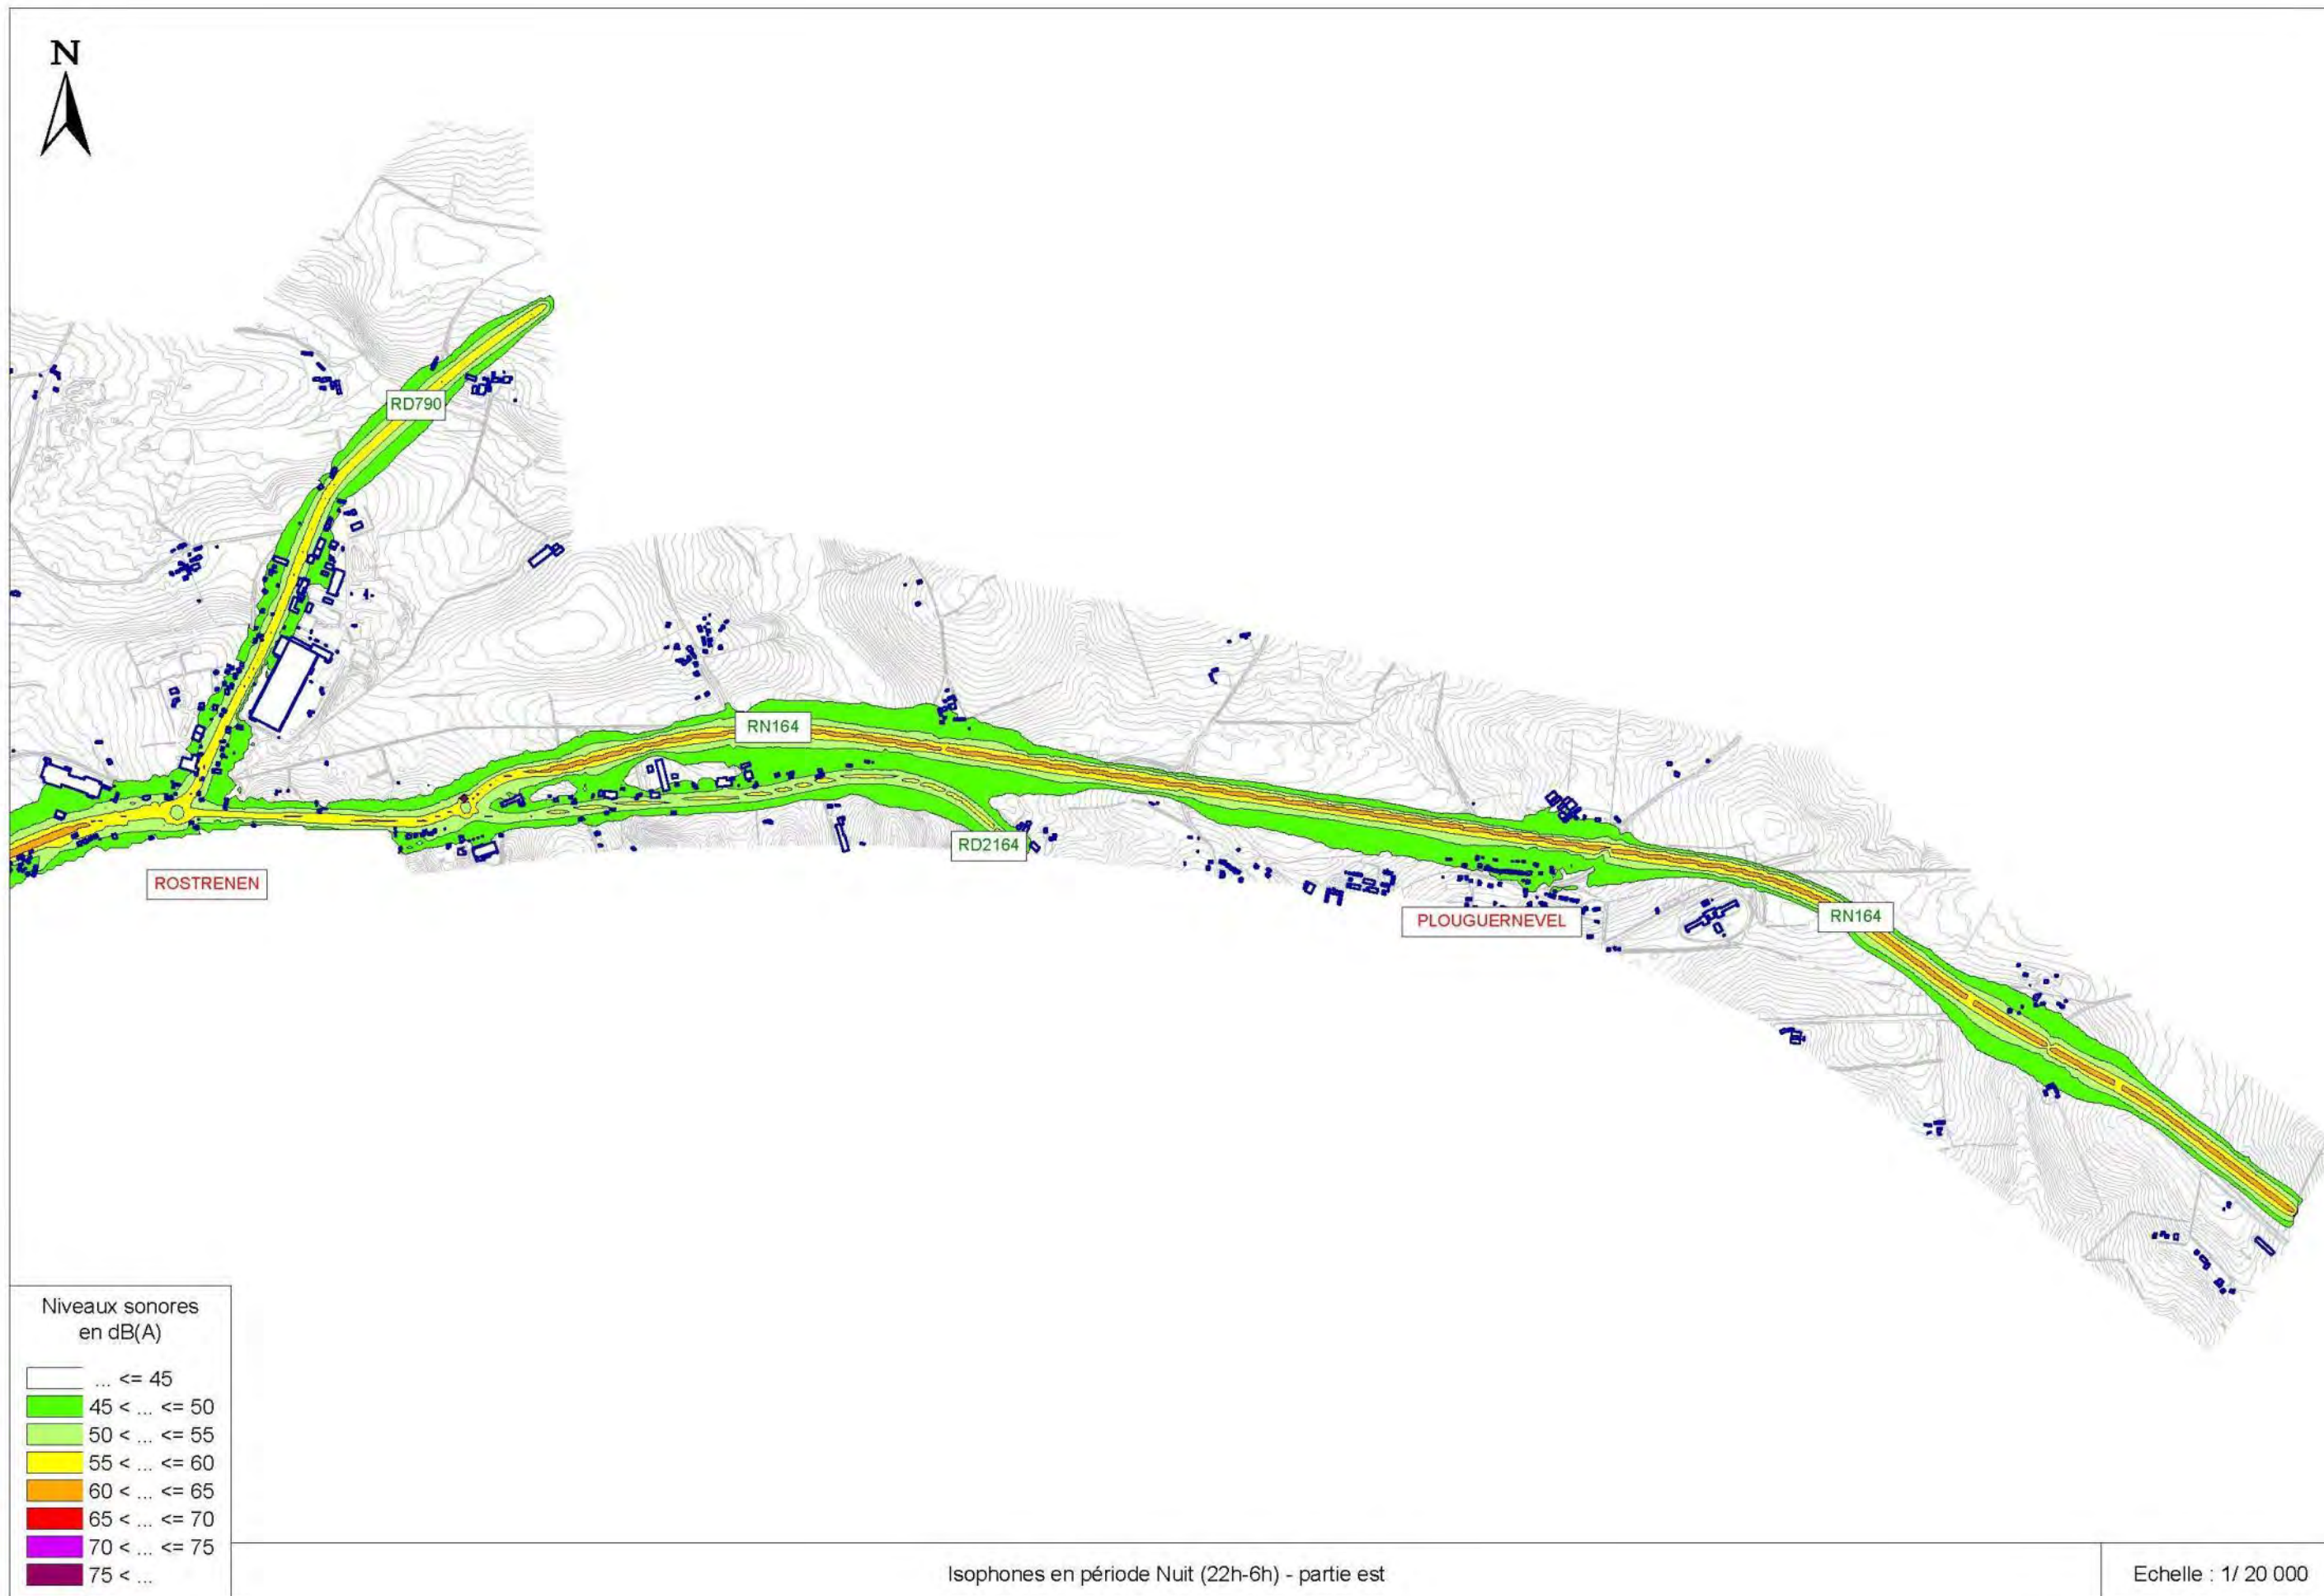 N
RD790
RN164
RD2164
ROSTRENEN
PLOUGUERNEVEL
RN164
Niveaux sonores
en dB(A)
... <= 45
45 < ... <= 50
50 < ... <= 55
55 < ... <= 60
60 < ... <= 65
65 < ... <= 70
70 < ... <= 75
75 < ...
Isophones en période Nuit (22h-6h) - partie est
Echelle : 1/ 20 000